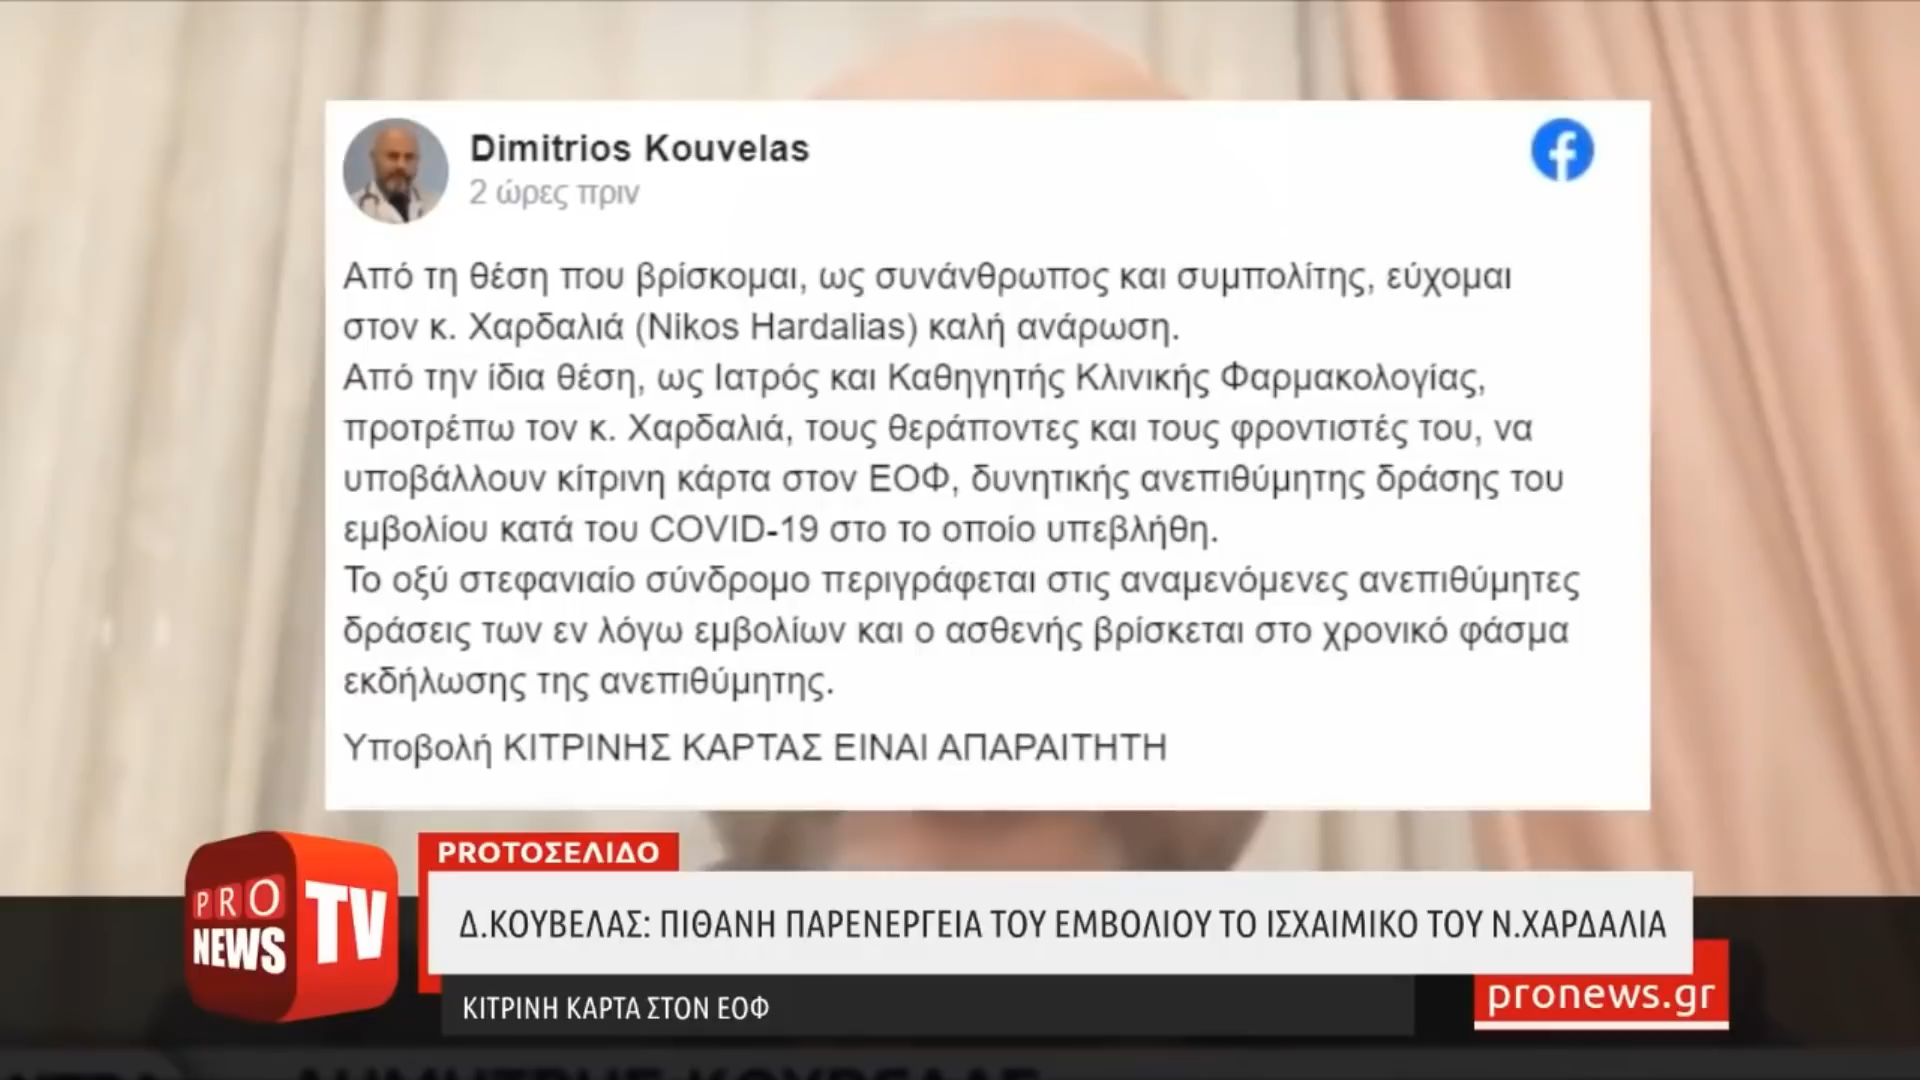 Dimitrios Kouvelas
2 ώρες πριν
Από τη θέση που βρίσκομαι, ως συνάνθρωπος και συμπολίτης, εύχομαι
στον κ. Χαρδαλιά (Nikos Hardalias) καλή ανάρωση.
Από την ίδια θέση, ως Ιατρός και Καθηγητής Κλινικής Φαρμακολογίας,
προτρέπω τον κ. Χαρδαλιά, τους θεράποντες και τους φροντιστές του, να
υποβάλλουν κίτρινη κάρτα στον ΕΟΦ, δυνητικής ανεπιθύμητης δράσης του
εμβολίου κατά του COVID-19 στο το οποίο υπεβλήθη.
Το οξύ στεφανιαίο σύνδρομο περιγράφεται στις αναμενόμενες ανεπιθύμητες
δράσεις των εν λόγω εμβολίων και ο ασθενής βρίσκεται στο χρονικό φάσμα
εκδήλωσης της ανεπιθύμητης.
Υποβολή ΚΙΤΡΙΝΗΣ ΚΑΡΤΑΣ ΕΙΝΑΙ ΑΠΑΡΑΙΤΗΤΗ
PROTOΣΕΛΙΔΟ
PRO
NEWS
TV
Δ.ΚΟΥΒΕΛΑΣ: ΠΙΘΑΝΗ ΠΑΡΕΝΕΡΓΕΙΑ ΤΟΥ ΕΜΒΟΛΙΟΥ ΤΟ ΙΣΧΑΙΜΙΚΟ ΤΟΥ Ν.ΧΑΡΔΑΛΙΑ
pronews.gr
ΚΙΤΡΙΝΗ ΚΑΡΤΑ ΣΤΟΝ ΕΟΦ